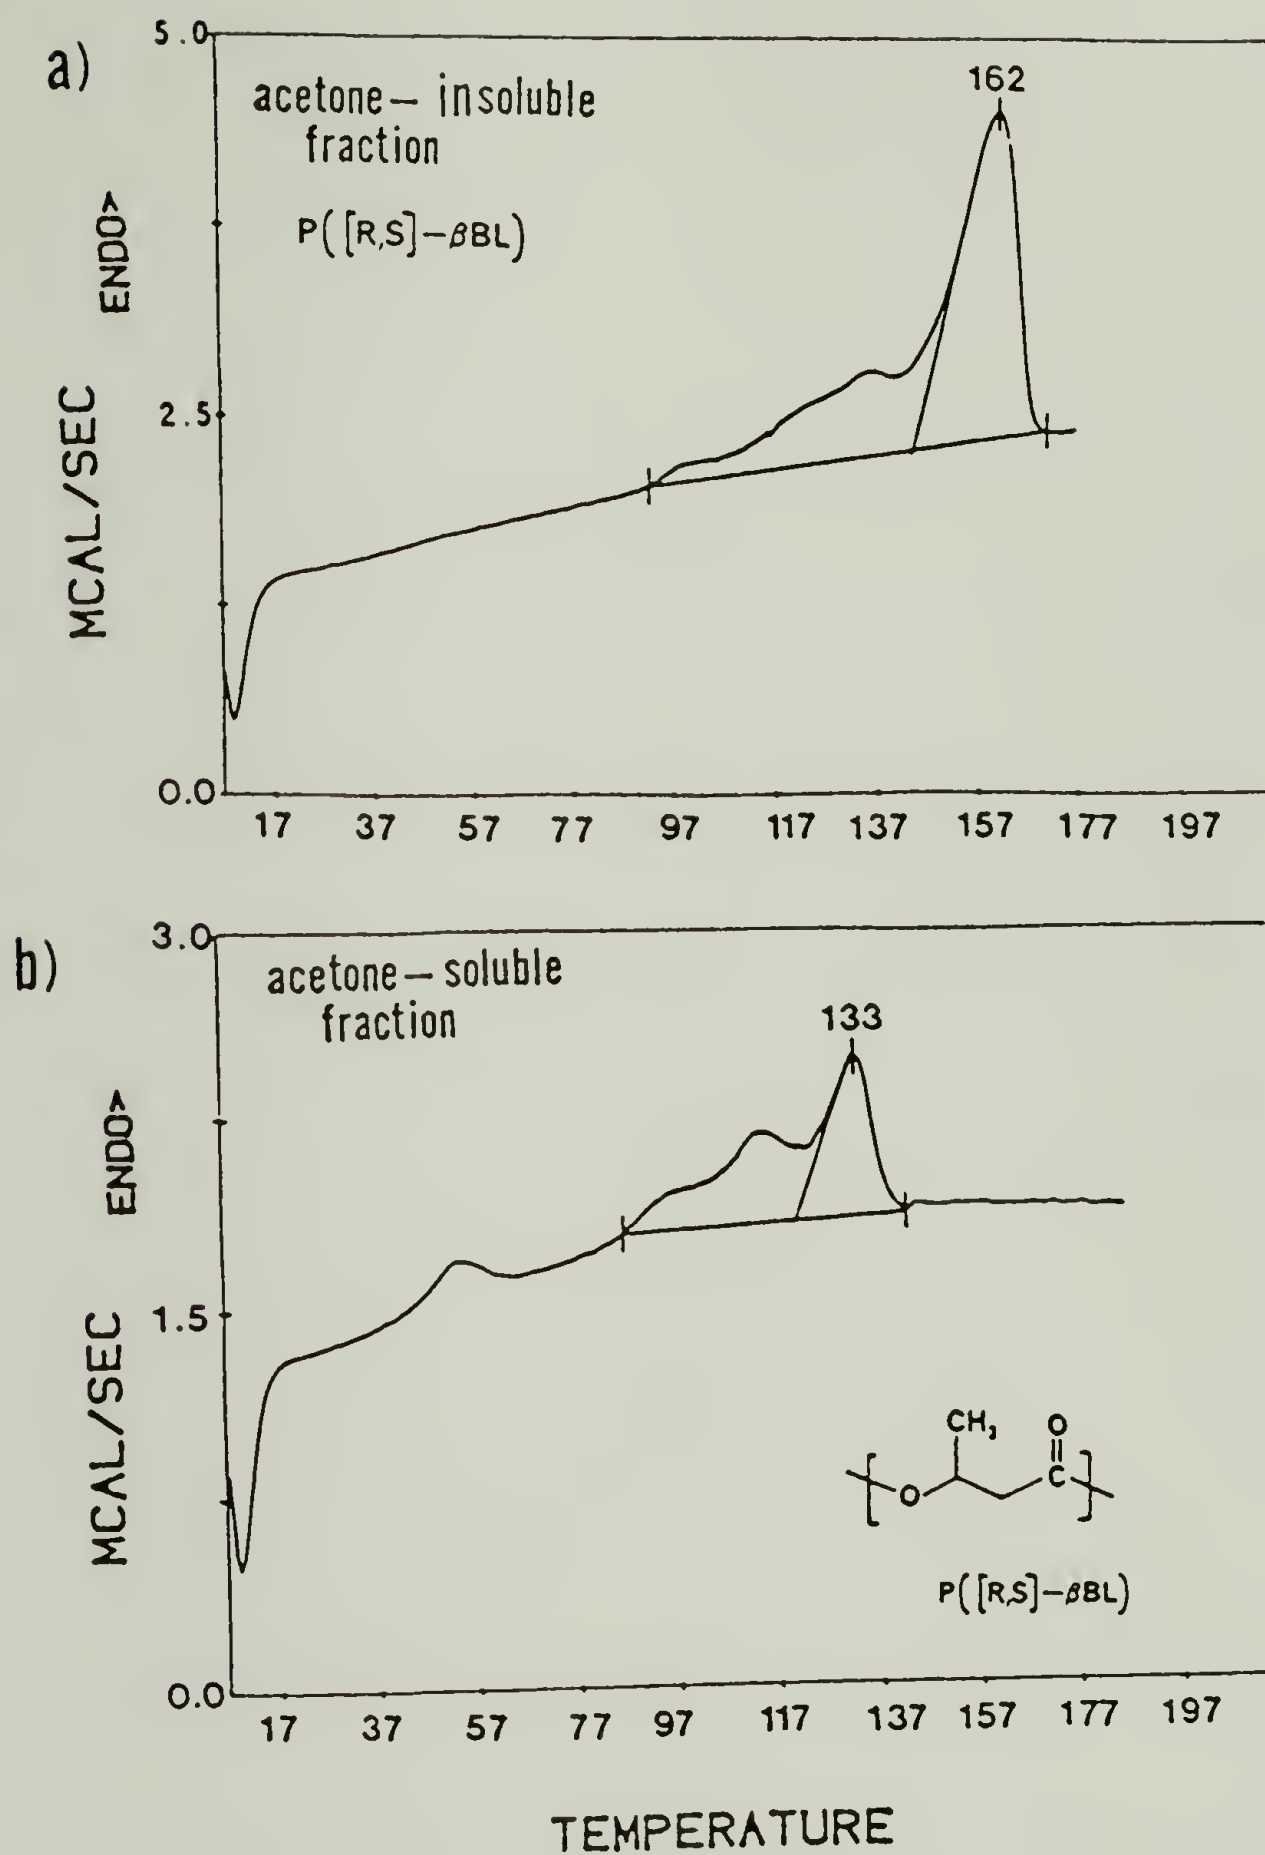 a)
5.0
acetone – insoluble
fraction
P([R,S]–βBL)
162
MCAL/SEC ENDO>
2.5
0.0
17 37 57 77 97 117 137 157 177 197
b)
3.0
acetone – soluble
fraction
133
MCAL/SEC ENDO>
1.5
CH3 O
O C
P([R,S]–βBL)
0.0
17 37 57 77 97 117 137 157 177 197
TEMPERATURE